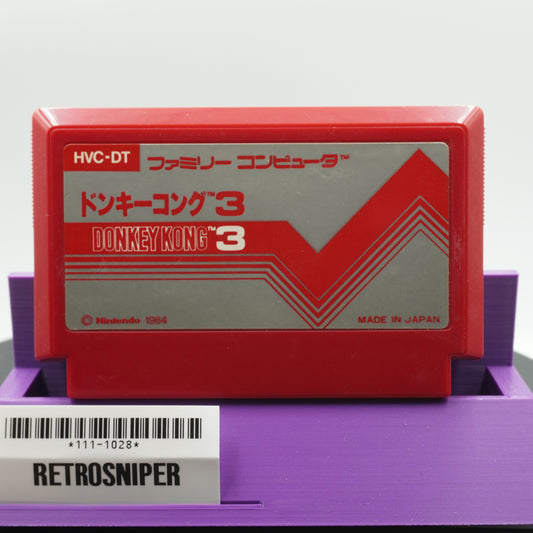 HVC-DT ファミリー コンピュータ™
ドンキーコング™3
DONKEY KONG™3
© Nintendo 1984
MADE IN JAPAN
*111-1028*
RETROSNIPER